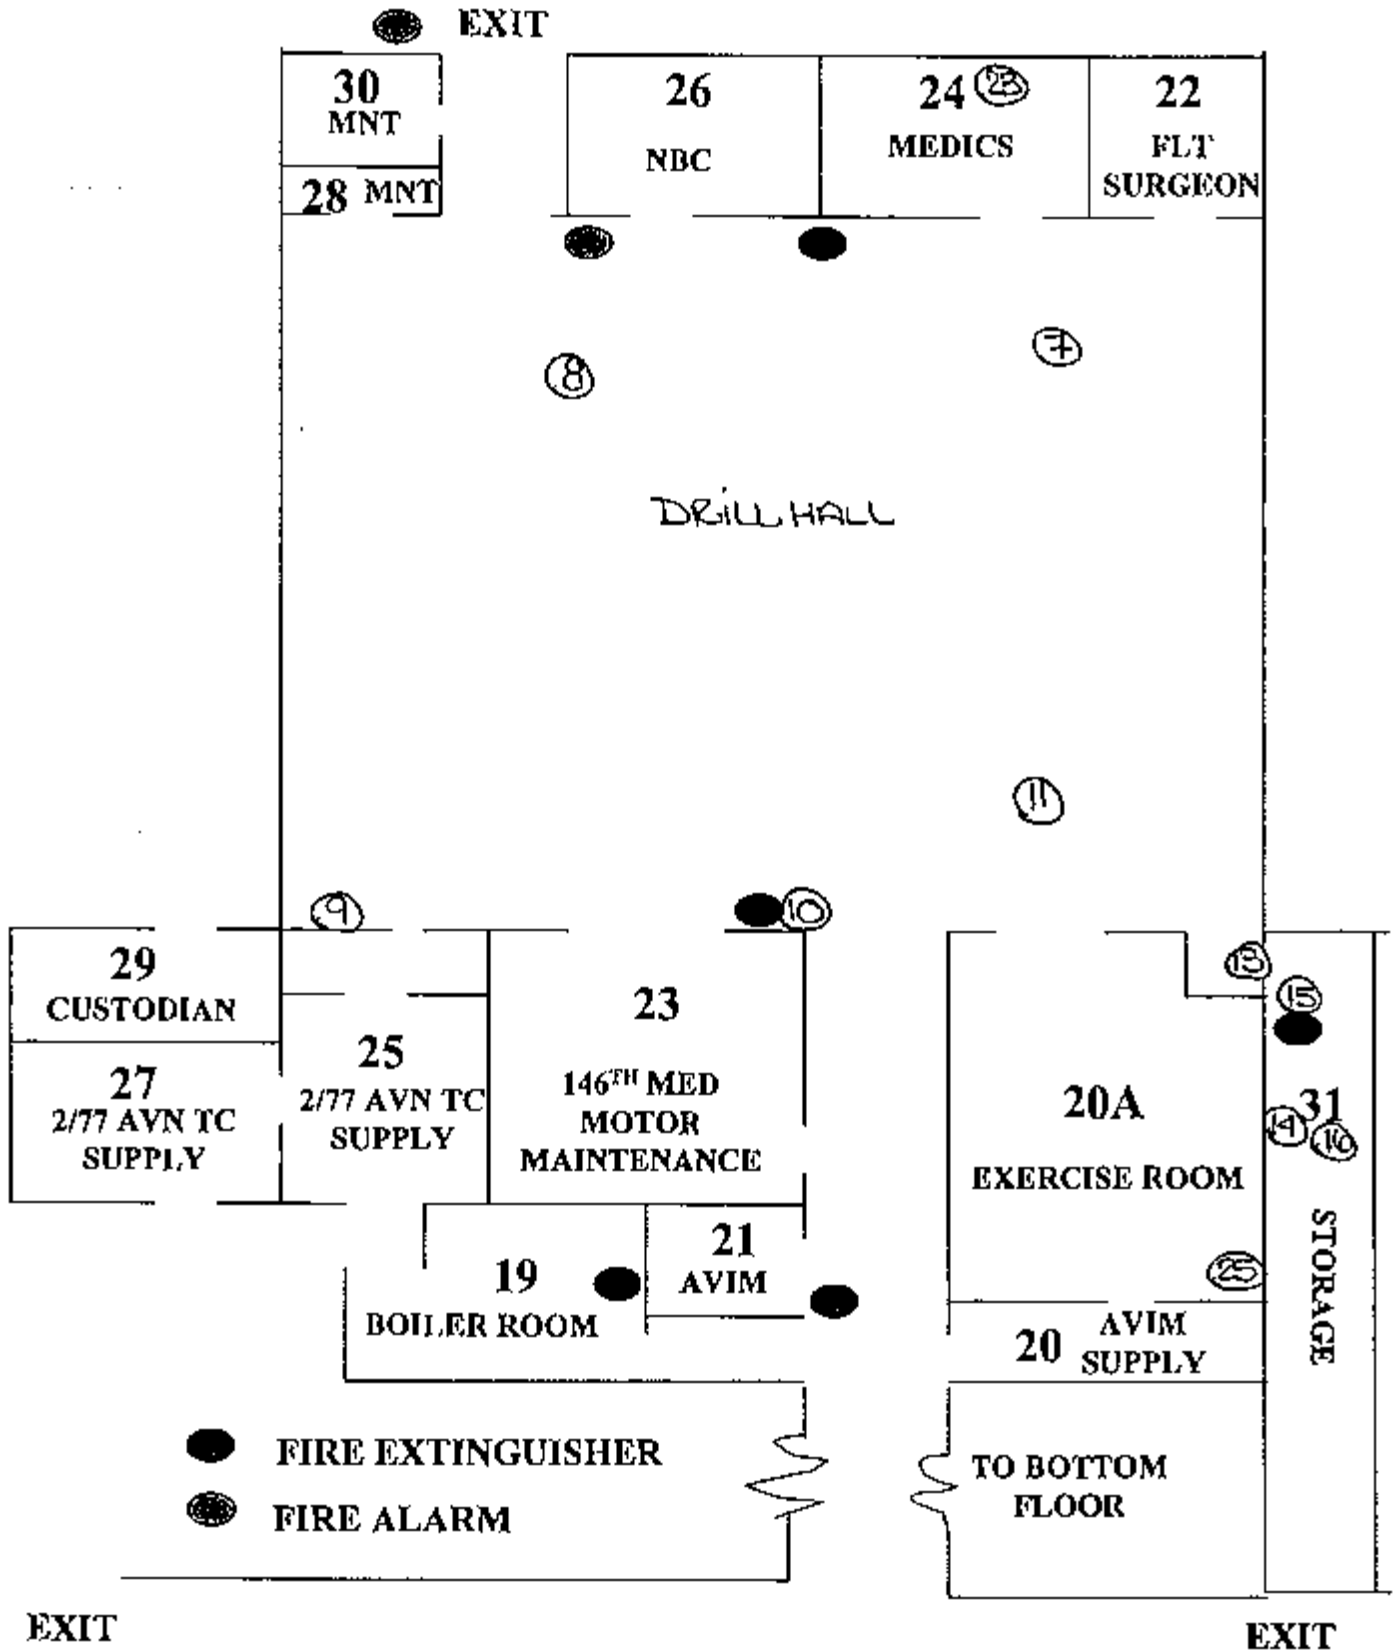 EXIT
30
MNT
28 MNT
26
NBC
24 23
MEDICS
22
FLT
SURGEON
8
7
DRILL HALL
11
9
10
29
CUSTODIAN
27
2/77 AVN TC
SUPPLY
25
2/77 AVN TC
SUPPLY
23
146TH MED
MOTOR
MAINTENANCE
13
15
20A
EXERCISE ROOM
31
14
16
STORAGE
25
19
BOILER ROOM
21
AVIM
20 AVIM
SUPPLY
FIRE EXTINGUISHER
FIRE ALARM
TO BOTTOM
FLOOR
EXIT
EXIT